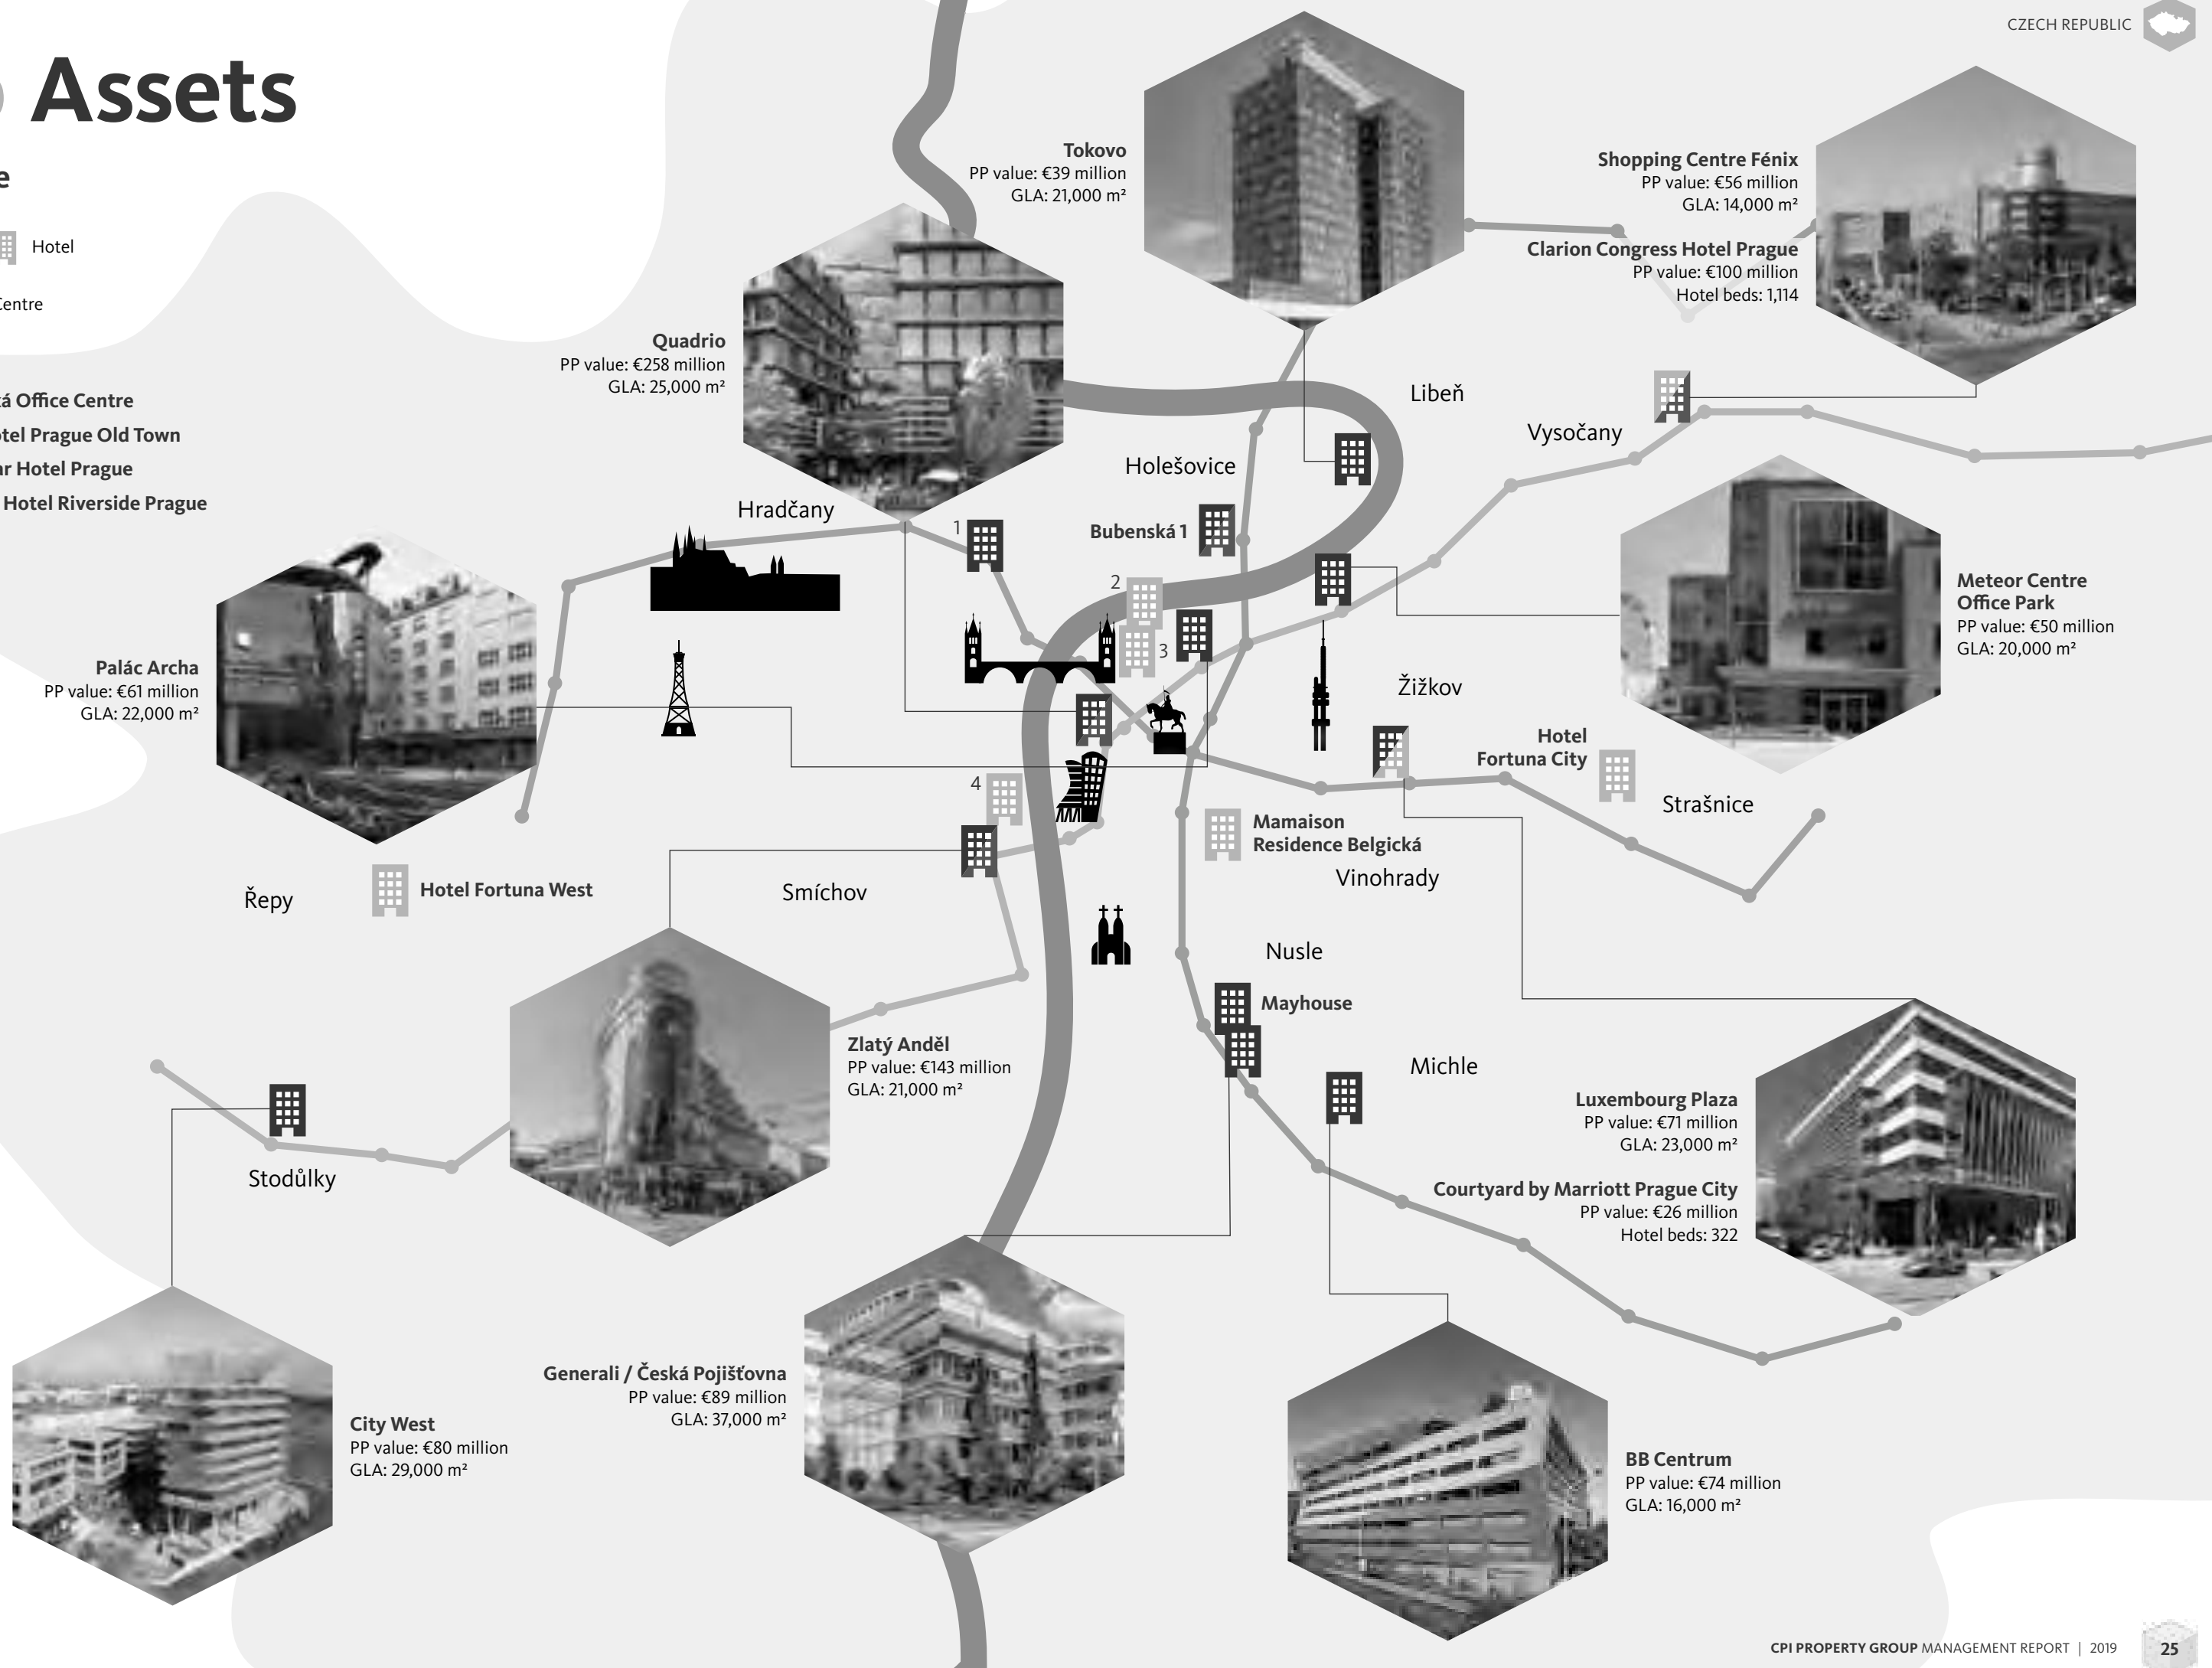 CZECH REPUBLIC
Assets
Hotel
Centre
Office Centre
Prague Old Town
Hotel Prague
Hotel Riverside Prague
Tokovo
PP value: €39 million
GLA: 21,000 m²
Shopping Centre Fénix
PP value: €56 million
GLA: 14,000 m²
Clarion Congress Hotel Prague
PP value: €100 million
Hotel beds: 1,114
Quadrio
PP value: €258 million
GLA: 25,000 m²
Libeň
Vysočany
Holešovice
Hradčany
1
Bubenská 1
2
3
Meteor Centre
Office Park
PP value: €50 million
GLA: 20,000 m²
Palác Archa
PP value: €61 million
GLA: 22,000 m²
Žižkov
Hotel
Fortuna City
Strašnice
4
Mamaison
Residence Belgická
Vinohrady
Hotel Fortuna West
Řepy
Smíchov
Nusle
Mayhouse
Michle
Zlatý Anděl
PP value: €143 million
GLA: 21,000 m²
Luxembourg Plaza
PP value: €71 million
GLA: 23,000 m²
Courtyard by Marriott Prague City
PP value: €26 million
Hotel beds: 322
Stodůlky
Generali / Česká Pojišťovna
PP value: €89 million
GLA: 37,000 m²
City West
PP value: €80 million
GLA: 29,000 m²
BB Centrum
PP value: €74 million
GLA: 16,000 m²
CPI PROPERTY GROUP MANAGEMENT REPORT | 2019
25